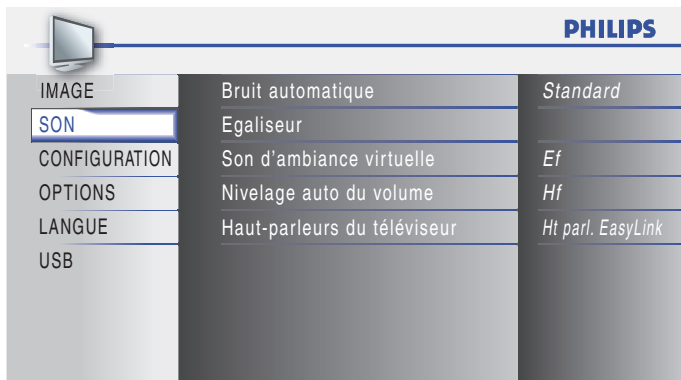 PHILIPS
IMAGE
Bruit automatique
Standard
SON
Egaliseur
CONFIGURATION
Son d’ambiance virtuelle
Ef
OPTIONS
Nivelage auto du volume
Hf
LANGUE
Haut-parleurs du téléviseur
Ht parl. EasyLink
USB